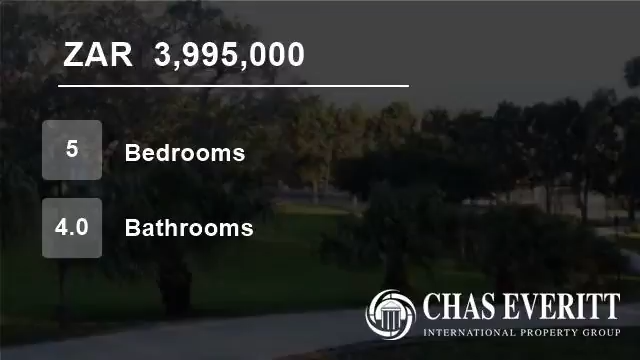 ZAR 3,995,000
5 Bedrooms
4.0 Bathrooms
CHAS EVERITT
INTERNATIONAL PROPERTY GROUP